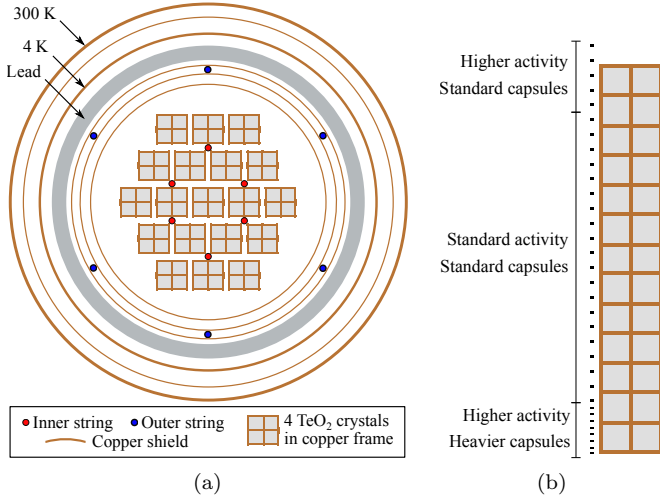 300 K
4 K
Lead
Inner string
Outer string
Copper shield
4 TeO₂ crystals
in copper frame
(a)
Higher activity
Standard capsules
Standard activity
Standard capsules
Higher activity
Heavier capsules
(b)